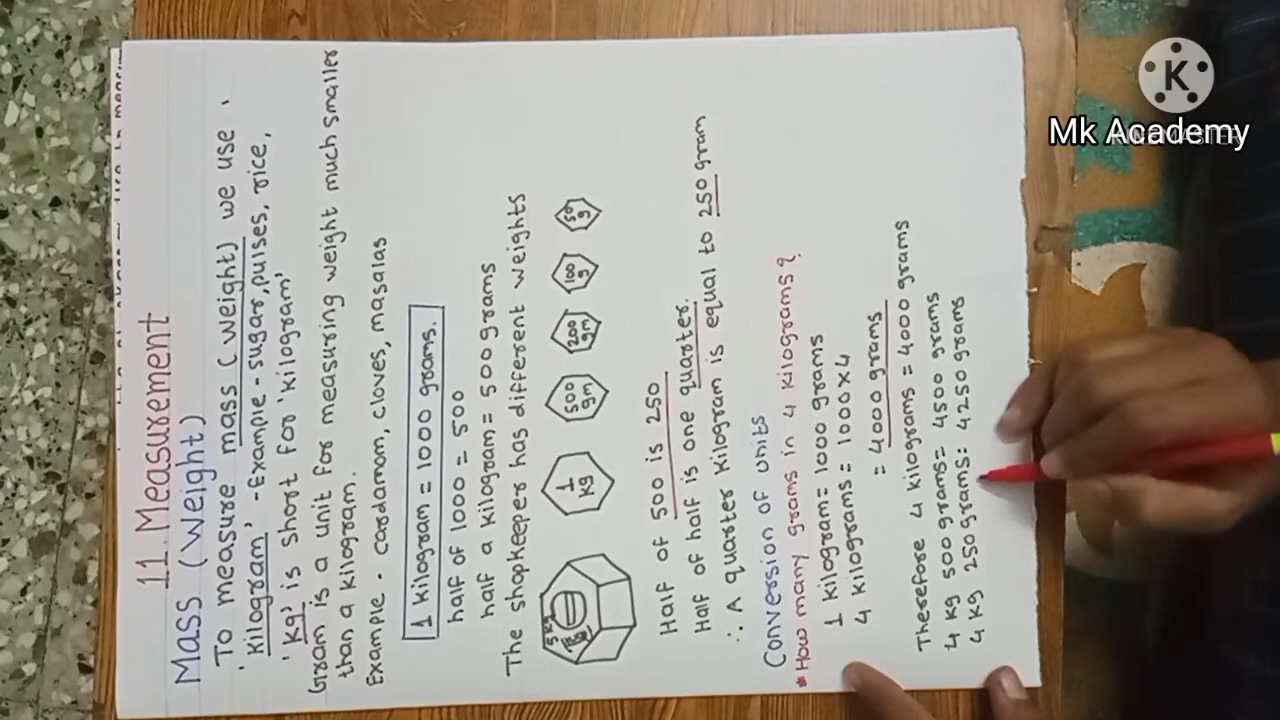 11. Measurement
Mass (Weight)
To measure mass (weight) we use,
'kilogram' - Example - sugar, pulses, rice,
'kg' is short for 'kilogram'
Gram is a unit for measuring weight much smaller
than a kilogram.
Example - cardamom, cloves, masalas
1 kilogram = 1000 grams.
half of 1000 = 500
half a kilogram = 500 grams
The shopkeeper has different weights
5 kg
1 kg
500 gm
200 gm
100 g
50 g
Half of 500 is 250
Half of half is one quarter.
∴ A quarter kilogram is equal to 250 gram
Conversion of units
* How many grams in 4 kilograms?
1 kilogram = 1000 grams
4 kilograms = 1000 x 4
= 4000 grams
Therefore 4 kilograms = 4000 grams
4 kg 500 grams = 4500 grams
4 kg 250 grams: 4250 grams
K
Mk Academy
KINEMASTER